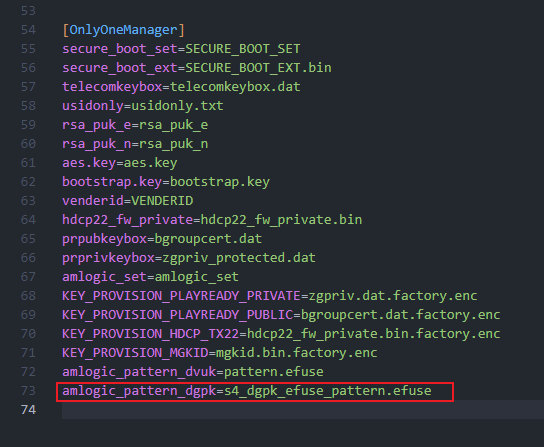 53
54 [OnlyOneManager]
55 secure_boot_set=SECURE_BOOT_SET
56 secure_boot_ext=SECURE_BOOT_EXT.bin
57 telecomkeybox=telecomkeybox.dat
58 usidonly=usidonly.txt
59 rsa_puk_e=rsa_puk_e
60 rsa_puk_n=rsa_puk_n
61 aes.key=aes.key
62 bootstrap.key=bootstrap.key
63 venderid=VENDERID
64 hdcp22_fw_private=hdcp22_fw_private.bin
65 prpubkeybox=bgroupcert.dat
66 prprivkeybox=zgpriv_protected.dat
67 amlogic_set=amlogic_set
68 KEY_PROVISION_PLAYREADY_PRIVATE=zgpriv.dat.factory.enc
69 KEY_PROVISION_PLAYREADY_PUBLIC=bgroupcert.dat.factory.enc
70 KEY_PROVISION_HDCP_TX22=hdcp22_fw_private.bin.factory.enc
71 KEY_PROVISION_MGKID=mgkid.bin.factory.enc
72 amlogic_pattern_dvuk=pattern.efuse
73 amlogic_pattern_dgpk=s4_dgpk_efuse_pattern.efuse
74